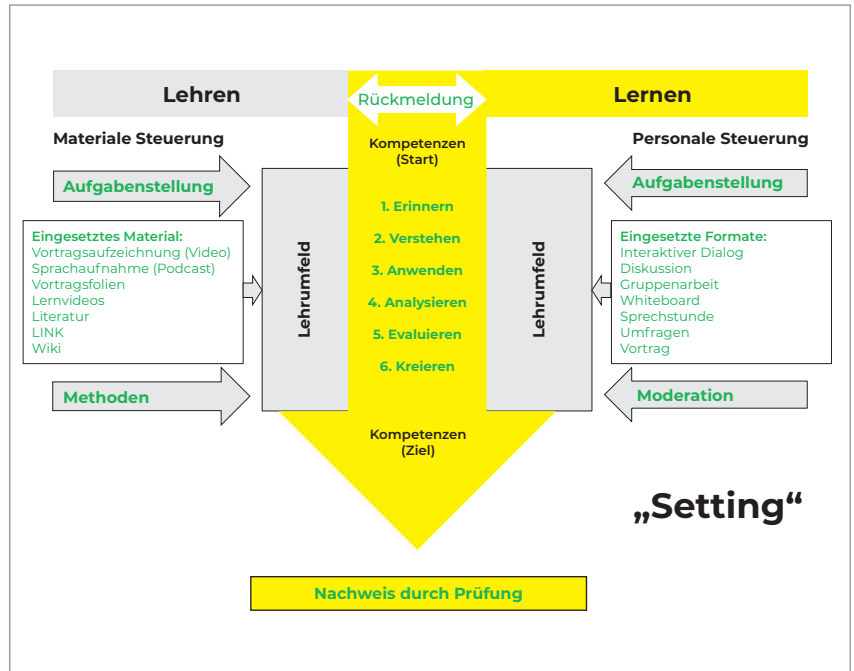 Lehren
Rückmeldung
Lernen
Materiale Steuerung
Personale Steuerung
Kompetenzen
(Start)
Aufgabenstellung
Aufgabenstellung
Eingesetztes Material:
Vortragsaufzeichnung (Video)
Sprachaufnahme (Podcast)
Vortragsfolien
Lernvideos
Literatur
LINK
Wiki
Lehrumfeld
1. Erinnern
2. Verstehen
3. Anwenden
4. Analysieren
5. Evaluieren
6. Kreieren
Lehrumfeld
Eingesetzte Formate:
Interaktiver Dialog
Diskussion
Gruppenarbeit
Whiteboard
Sprechstunde
Umfragen
Vortrag
Methoden
Moderation
Kompetenzen
(Ziel)
„Setting“
Nachweis durch Prüfung